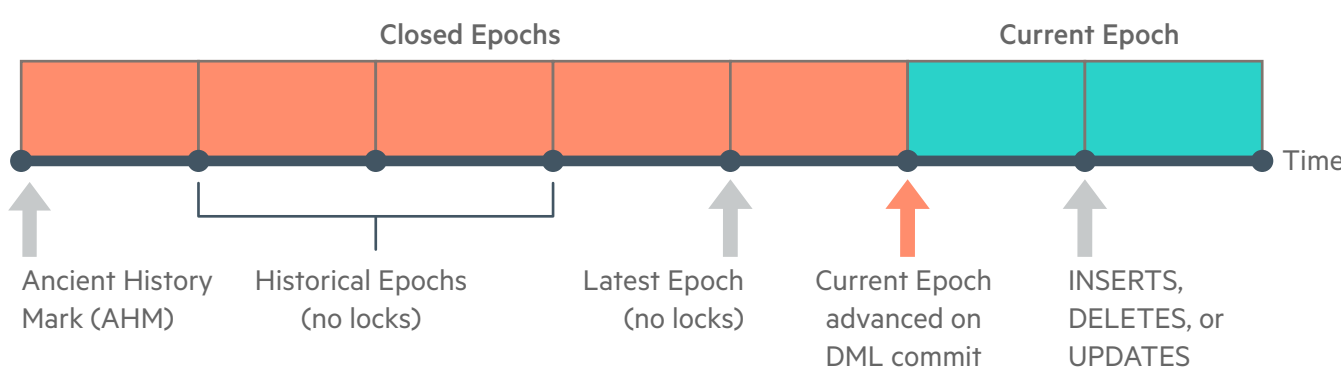 Closed Epochs
Current Epoch
Time
Ancient History
Mark (AHM)
Historical Epochs
(no locks)
Latest Epoch
(no locks)
Current Epoch
advanced on
DML commit
INSERTS,
DELETES, or
UPDATES